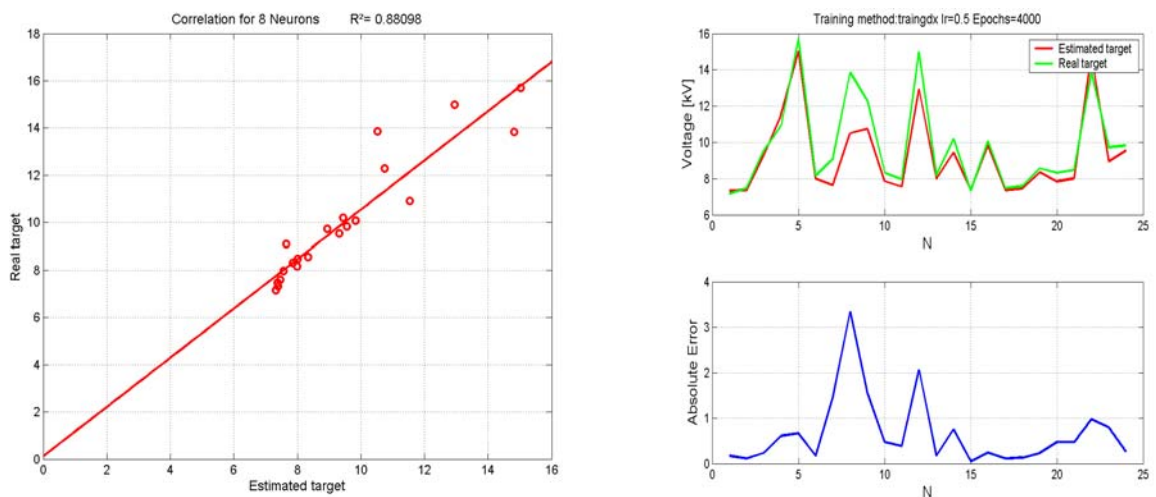 Correlation for 8 Neurons R²= 0.88098
18
16
14
12
10
8
6
4
2
0
Real target
0 2 4 6 8 10 12 14 16
Estimated target
Training method:traingdx lr=0.5 Epochs=4000
16
14
12
10
8
6
Voltage [kV]
Estimated target
Real target
0 5 10 15 20 25
N
4
3
2
1
0
Absolute Error
0 5 10 15 20 25
N